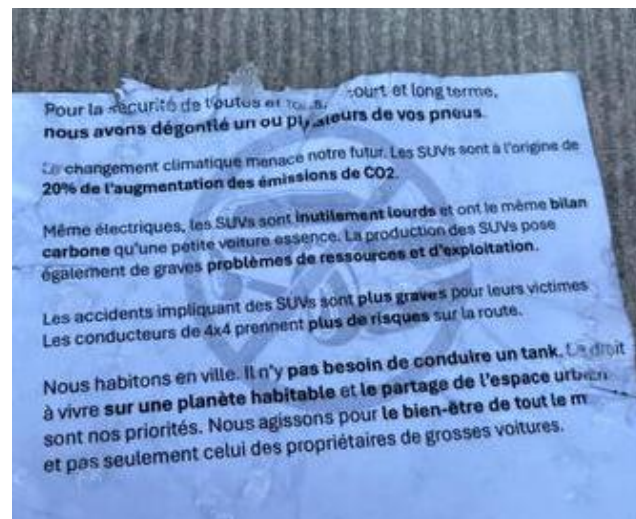 Pour la sécurité de toutes et tous, court et long terme,
nous avons dégonflé un ou plusieurs de vos pneus.
Le changement climatique menace notre futur. Les SUVs sont à l'origine de
20% de l'augmentation des émissions de CO2.
Même électriques, les SUVs sont inutilement lourds et ont le même bilan
carbone qu'une petite voiture essence. La production des SUVs pose
également de graves problèmes de ressources et d'exploitation.
Les accidents impliquant des SUVs sont plus graves pour leurs victimes
Les conducteurs de 4x4 prennent plus de risques sur la route.
Nous habitons en ville. Il n'y pas besoin de conduire un tank. Le droit
à vivre sur une planète habitable et le partage de l'espace urbain
sont nos priorités. Nous agissons pour le bien-être de tout le
et pas seulement celui des propriétaires de grosses voitures.